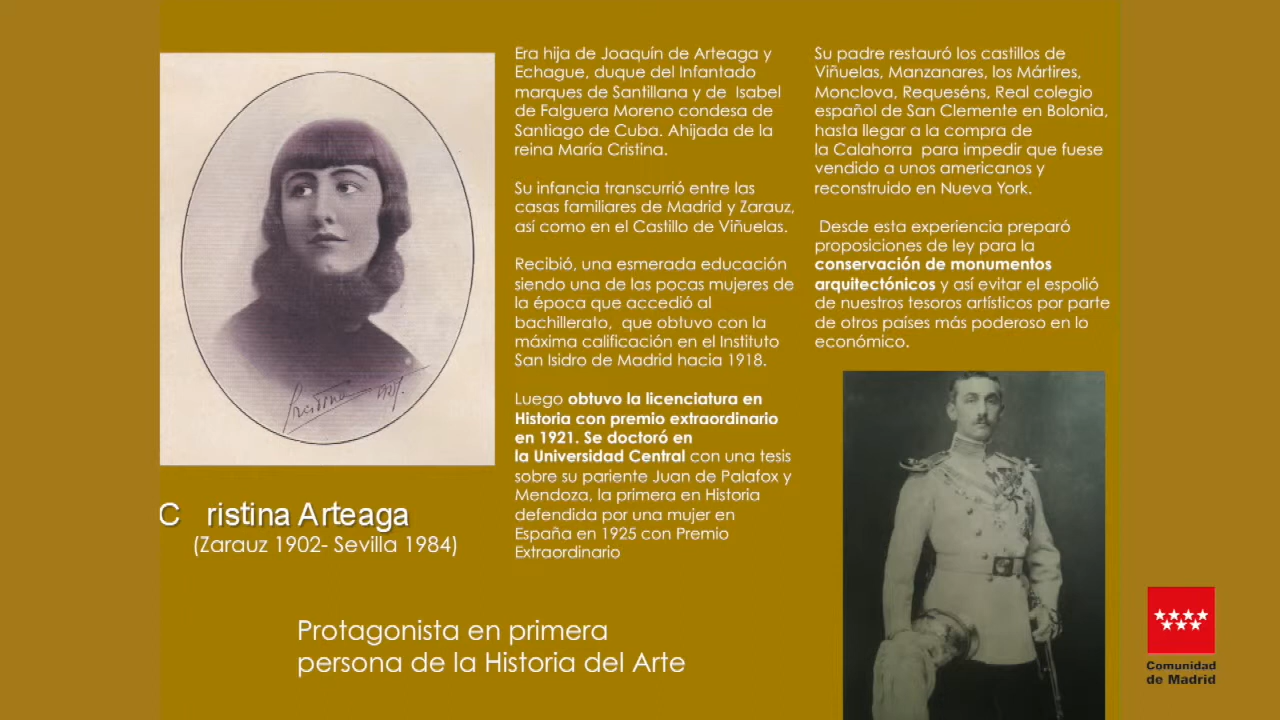 Era hija de Joaquín de Arteaga y
Echague, duque del Infantado
marques de Santillana y de Isabel
de Falguera Moreno condesa de
Santiago de Cuba. Ahijada de la
reina María Cristina.
Su infancia transcurrió entre las
casas familiares de Madrid y Zarauz,
así como en el Castillo de Viñuelas.
Recibió, una esmerada educación
siendo una de las pocas mujeres de
la época que accedió al
bachillerato, que obtuvo con la
máxima calificación en el Instituto
San Isidro de Madrid hacia 1918.
Luego obtuvo la licenciatura en
Historia con premio extraordinario
en 1921. Se doctoró en
la Universidad Central con una tesis
sobre su pariente Juan de Palafox y
Mendoza, la primera en Historia
defendida por una mujer en
España en 1925 con Premio
Extraordinario
Su padre restauró los castillos de
Viñuelas, Manzanares, los Mártires,
Monclova, Requeséns, Real colegio
español de San Clemente en Bolonia,
hasta llegar a la compra de
la Calahorra para impedir que fuese
vendido a unos americanos y
reconstruido en Nueva York.
Desde esta experiencia preparó
proposiciones de ley para la
conservación de monumentos
arquitectónicos y así evitar el espolió
de nuestros tesoros artísticos por parte
de otros países más poderoso en lo
económico.
Cristina
C ristina Arteaga
(Zarauz 1902- Sevilla 1984)
Protagonista en primera
persona de la Historia del Arte
Comunidad
de Madrid